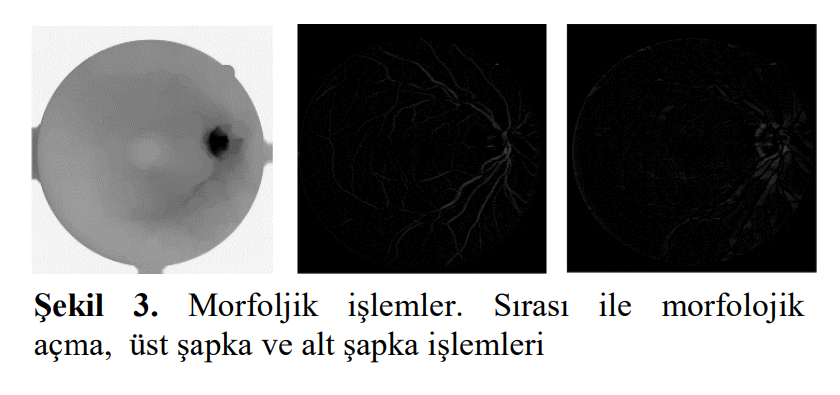 Şekil 3. Morfoljik işlemler. Sırası ile morfolojik
açma, üst şapka ve alt şapka işlemleri